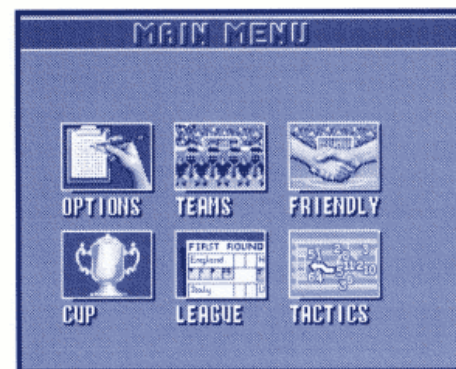 MAIN MENU
OPTIONS TEAMS FRIENDLY
FIRST ROUND
England
Italy
CUP LEAGUE TACTICS